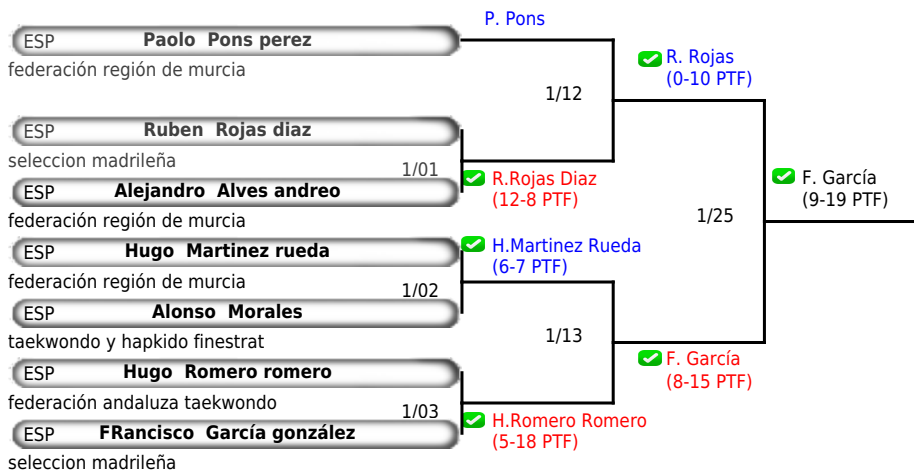 P. Pons
ESP Paolo Pons perez
federación región de murcia
R. Rojas
(0-10 PTF)
1/12
ESP Ruben Rojas diaz
seleccion madrileña
1/01
R.Rojas Diaz
(12-8 PTF)
ESP Alejandro Alves andreo
federación región de murcia
F. García
(9-19 PTF)
1/25
ESP Hugo Martinez rueda
federación región de murcia
H.Martinez Rueda
(6-7 PTF)
1/02
ESP Alonso Morales
taekwondo y hapkido finestrat
1/13
F. García
(8-15 PTF)
ESP Hugo Romero romero
federación andaluza taekwondo
1/03
H.Romero Romero
(5-18 PTF)
ESP FRancisco García gonzález
seleccion madrileña